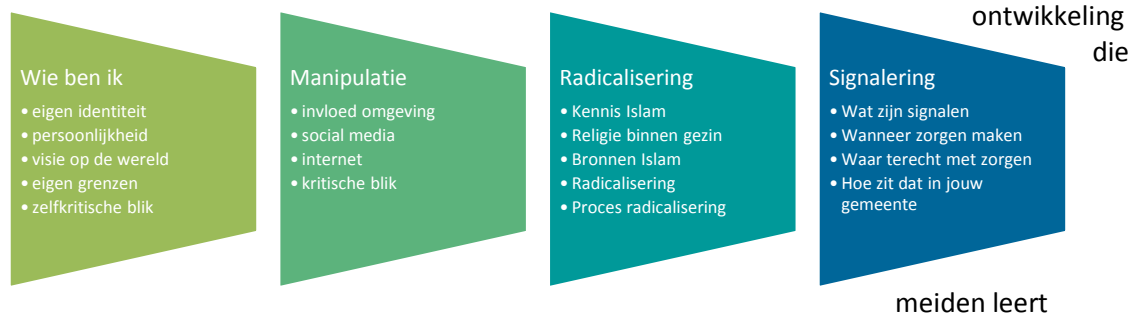 ontwikkeling
die
Wie ben ik
• eigen identiteit
• persoonlijkheid
• visie op de wereld
• eigen grenzen
• zelfkritische blik
Manipulatie
• invloed omgeving
• social media
• internet
• kritische blik
Radicalisering
• Kennis Islam
• Religie binnen gezin
• Bronnen Islam
• Radicalisering
• Proces radicalisering
Signalering
• Wat zijn signalen
• Wanneer zorgen maken
• Waar terecht met zorgen
• Hoe zit dat in jouw
gemeente
meiden leert